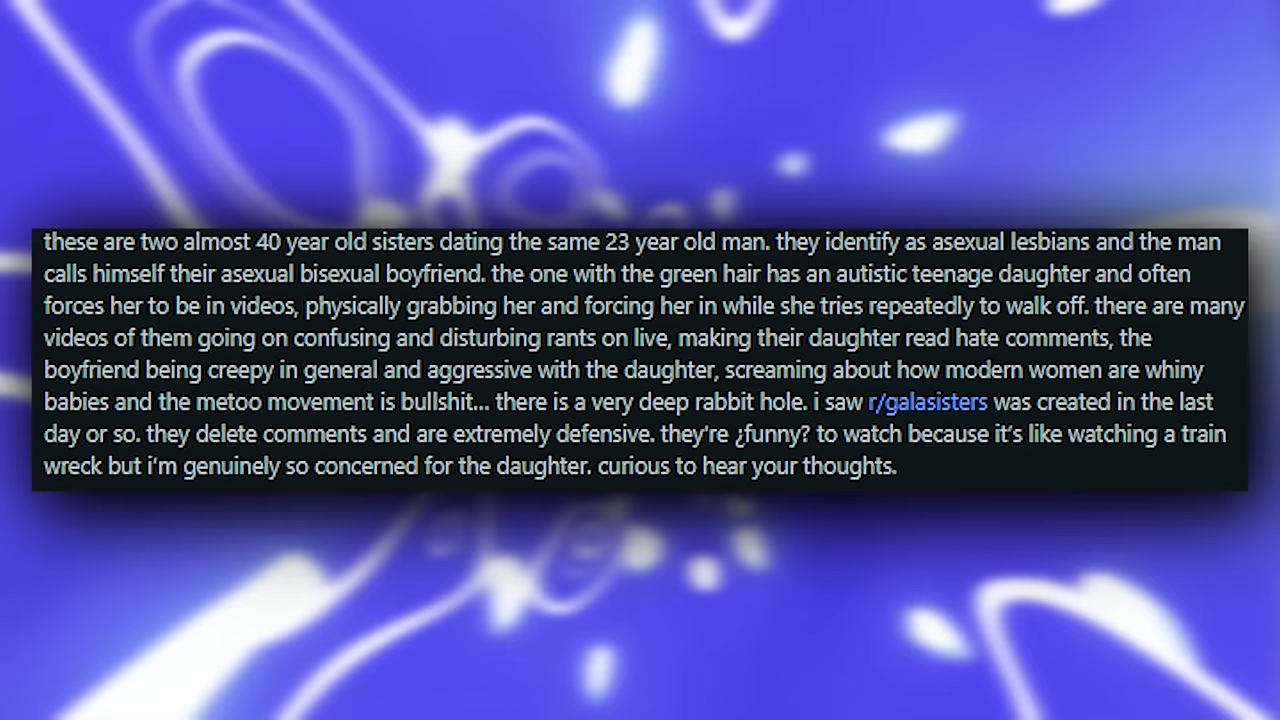 these are two almost 40 year old sisters dating the same 23 year old man. they identify as asexual lesbians and the man
calls himself their asexual bisexual boyfriend. the one with the green hair has an autistic teenage daughter and often
forces her to be in videos, physically grabbing her and forcing her in while she tries repeatedly to walk off. there are many
videos of them going on confusing and disturbing rants on live, making their daughter read hate comments, the
boyfriend being creepy in general and aggressive with the daughter, screaming about how modern women are whiny
babies and the metoo movement is bullshit... there is a very deep rabbit hole. i saw r/galasisters was created in the last
day or so. they delete comments and are extremely defensive. they're ¿funny? to watch because it's like watching a train
wreck but i'm genuinely so concerned for the daughter. curious to hear your thoughts.